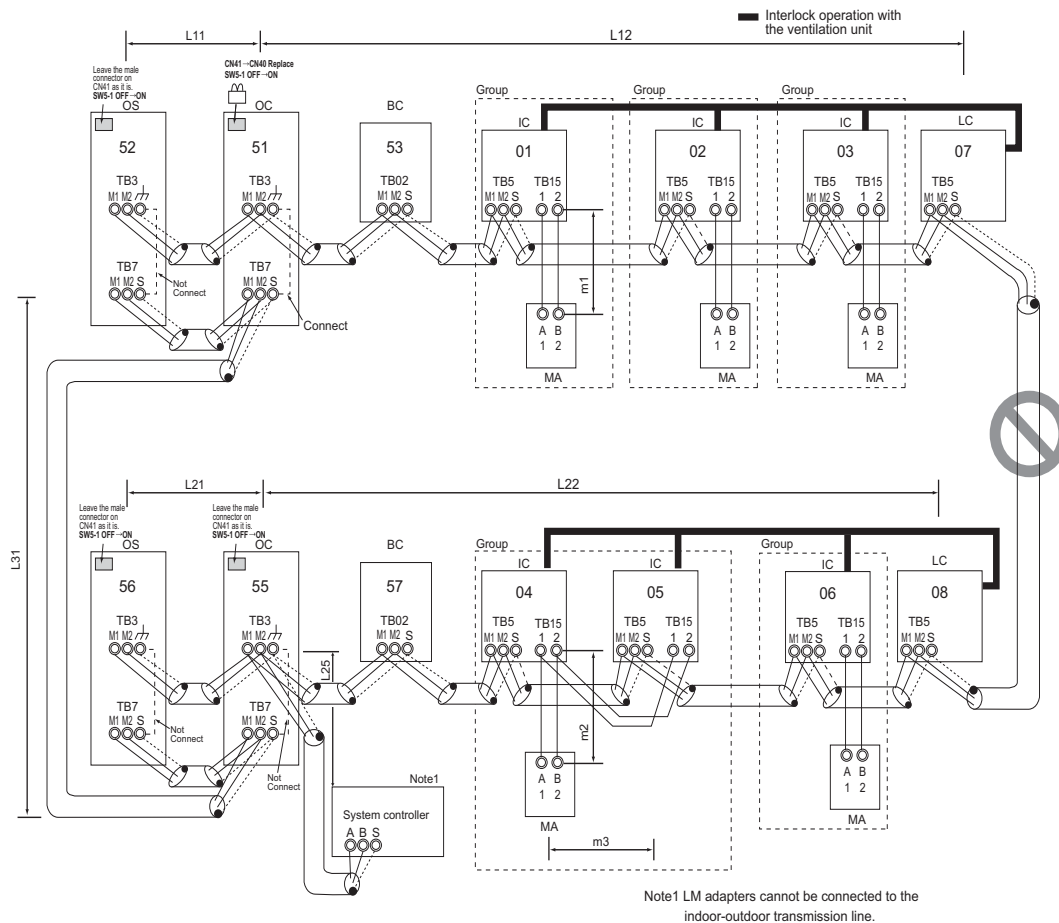 Interlock operation with
the ventilation unit
L11
L12
Leave the male
connector on
CN41 as it is.
SW5-1 OFF→ON
CN41→CN40 Replace
SW5-1 OFF→ON
OS
OC
BC
Group
Group
Group
IC
IC
IC
LC
52
51
53
01
02
03
07
TB3
TB3
TB02
TB5 TB15
TB5 TB15
TB5 TB15
TB5
M1 M2
M1 M2
M1 M2 S
M1 M2 S 1 2
M1 M2 S 1 2
M1 M2 S 1 2
M1 M2 S
TB7
TB7
M1 M2 S
M1 M2 S
Not
Connect
Connect
m1
A B
1 2
MA
A B
1 2
MA
A B
1 2
MA
L31
L21
L22
Leave the male
connector on
CN41 as it is.
SW5-1 OFF→ON
Leave the male
connector on
CN41 as it is.
SW5-1 OFF→ON
OS
OC
BC
Group
Group
IC
IC
IC
LC
56
55
57
04
05
06
08
TB3
TB3
TB02
TB5 TB15
TB5 TB15
TB5 TB15
TB5
M1 M2
M1 M2
M1 M2 S
M1 M2 S 1 2
M1 M2 S 1 2
M1 M2 S 1 2
M1 M2 S
L25
TB7
TB7
M1 M2 S
M1 M2 S
Not
Connect
Not
Connect
m2
Note1
System controller
A B S
A B
1 2
MA
A B
1 2
MA
m3
Note1 LM adapters cannot be connected to the
indoor-outdoor transmission line.